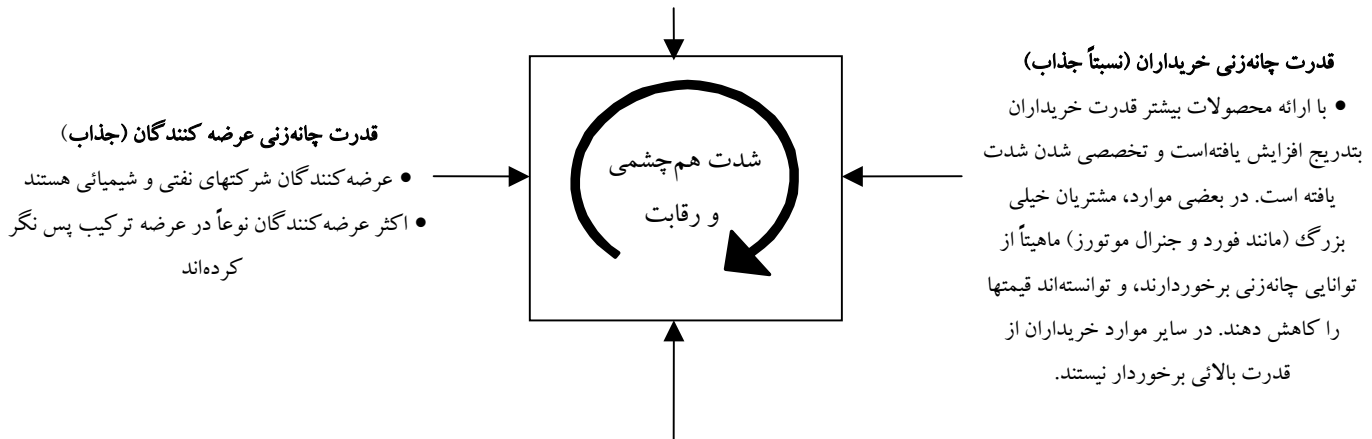 قدرت چانه‌زنی خریداران (نسبتاً جذاب)
• با ارائه محصولات بیشتر قدرت خریداران
بتدریج افزایش یافته‌است و تخصصی شدن شدت
یافته است. در بعضی موارد، مشتریان خیلی
بزرگ (مانند فورد و جنرال موتورز) ماهیتاً از
توانایی چانه‌زنی برخوردارند، و توانسته‌اند قیمتها
را کاهش دهند. در سایر موارد خریداران از
قدرت بالائی برخوردار نیستند.
شدت هم‌چشمی
و رقابت
قدرت چانه‌زنی عرضه کنندگان (جذاب)
• عرضه‌کنندگان شرکتهای نفتی و شیمیائی هستند
• اکثر عرضه‌کنندگان نوعاً در عرضه ترکیب پس نگر
کرده‌اند